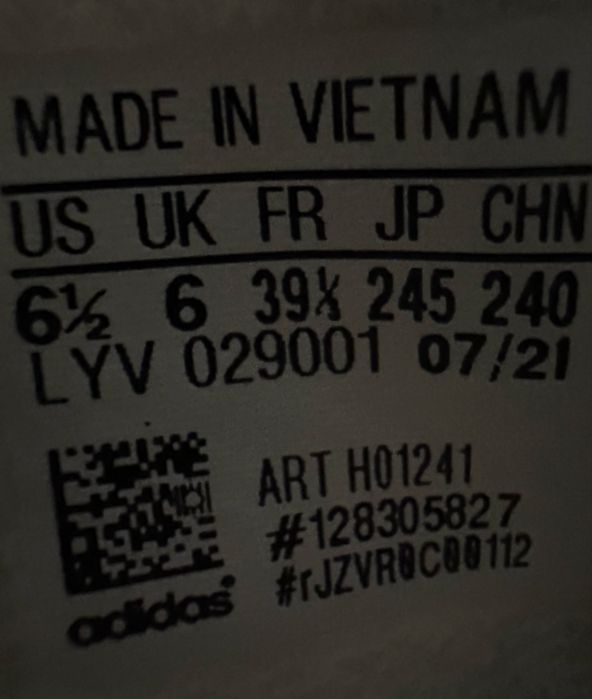 MADE IN VIETNAM
US UK FR JP CHN
6½ 6 39⅓ 245 240
LYV 029001 07/21
ART H01241
#128305827
#rJZVR0C00112
adidas